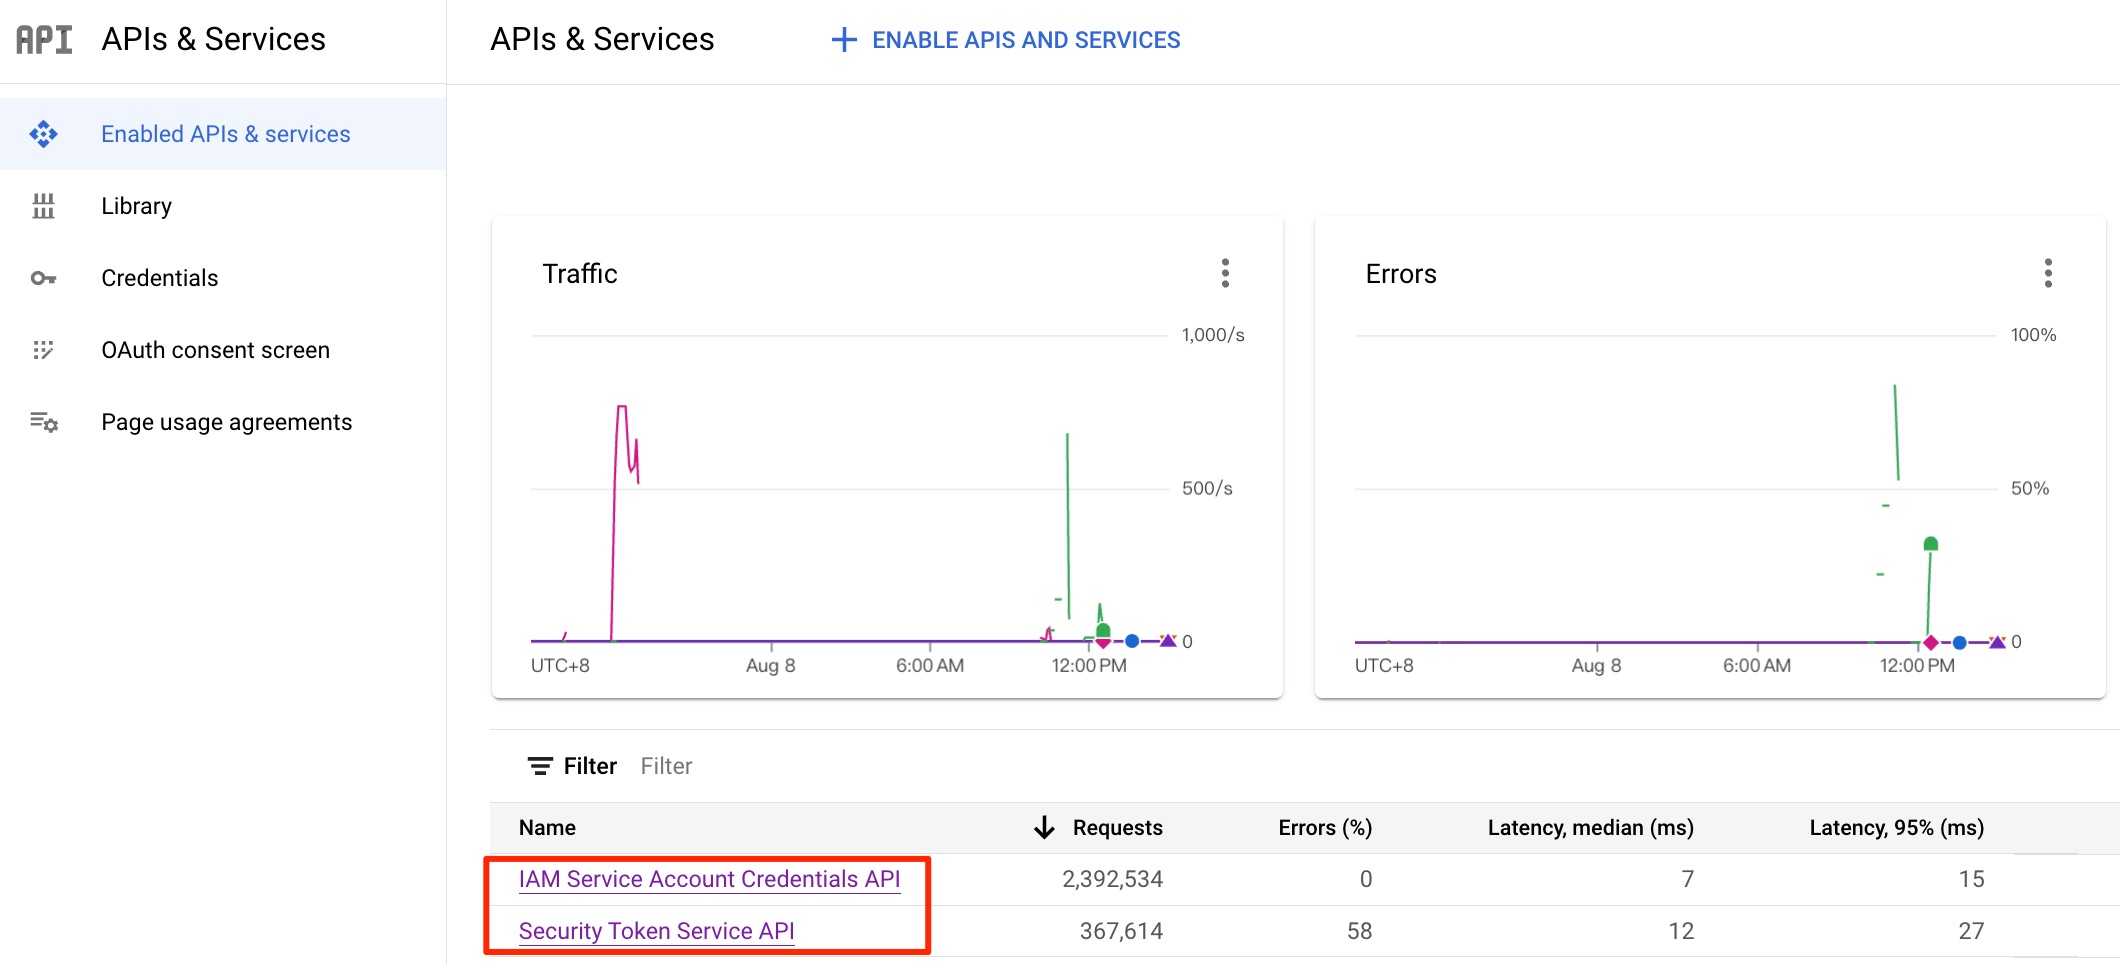 API APIs & Services
Enabled APIs & services
Library
Credentials
OAuth consent screen
Page usage agreements
APIs & Services
ENABLE APIS AND SERVICES
Traffic
1,000/s
500/s
0
UTC+8 Aug 8 6:00 AM 12:00 PM
Errors
100%
50%
0
UTC+8 Aug 8 6:00 AM 12:00 PM
Filter Filter
Name Requests Errors (%) Latency, median (ms) Latency, 95% (ms)
IAM Service Account Credentials API 2,392,534 0 7 15
Security Token Service API 367,614 58 12 27